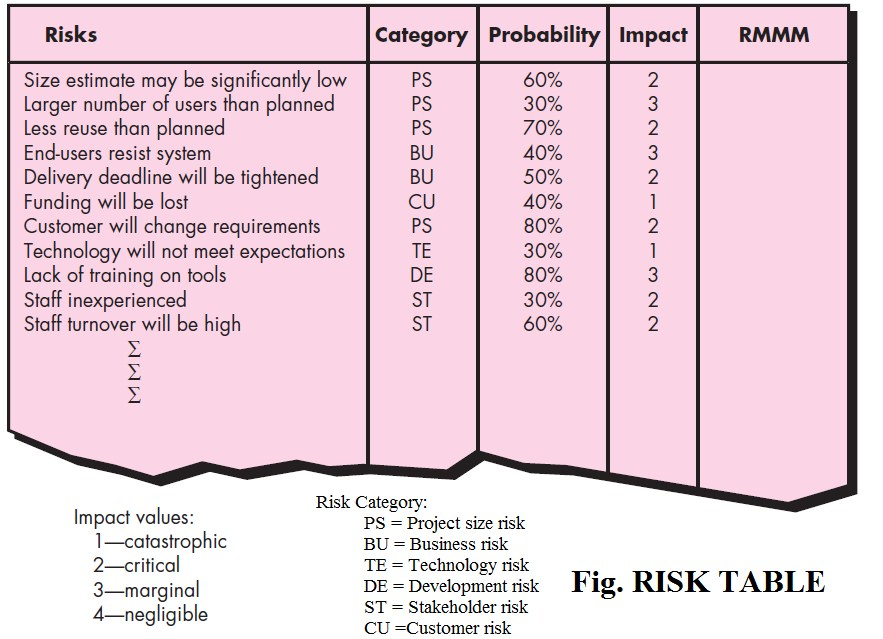 Risks Category Probability Impact RMMM
Size estimate may be significantly low PS 60% 2
Larger number of users than planned PS 30% 3
Less reuse than planned PS 70% 2
End-users resist system BU 40% 3
Delivery deadline will be tightened BU 50% 2
Funding will be lost CU 40% 1
Customer will change requirements PS 80% 2
Technology will not meet expectations TE 30% 1
Lack of training on tools DE 80% 3
Staff inexperienced ST 30% 2
Staff turnover will be high ST 60% 2
Σ
Σ
Σ
Impact values:
1—catastrophic
2—critical
3—marginal
4—negligible
Risk Category:
PS = Project size risk
BU = Business risk
TE = Technology risk
DE = Development risk
ST = Stakeholder risk
CU =Customer risk
Fig. RISK TABLE